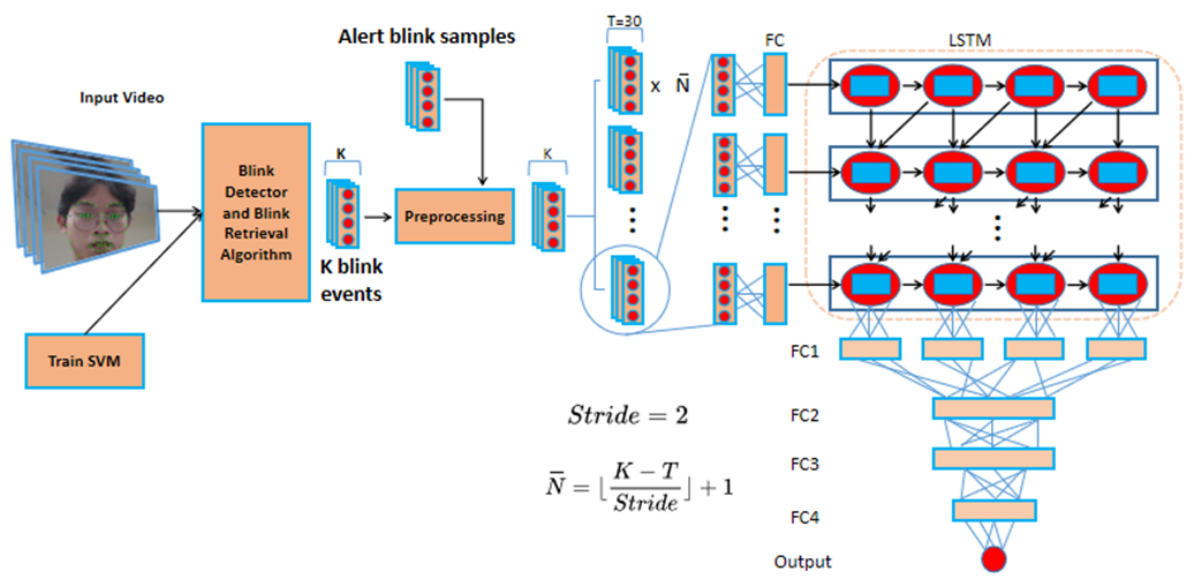 Input Video
Train SVM
Blink
Detector
and Blink
Retrieval
Algorithm
K
K blink
events
Alert blink samples
Preprocessing
K
T=30
x N̄
FC
LSTM
FC1
FC2
FC3
FC4
Output
Stride = 2
N̄ = ⌊(K − T)/Stride⌋ + 1